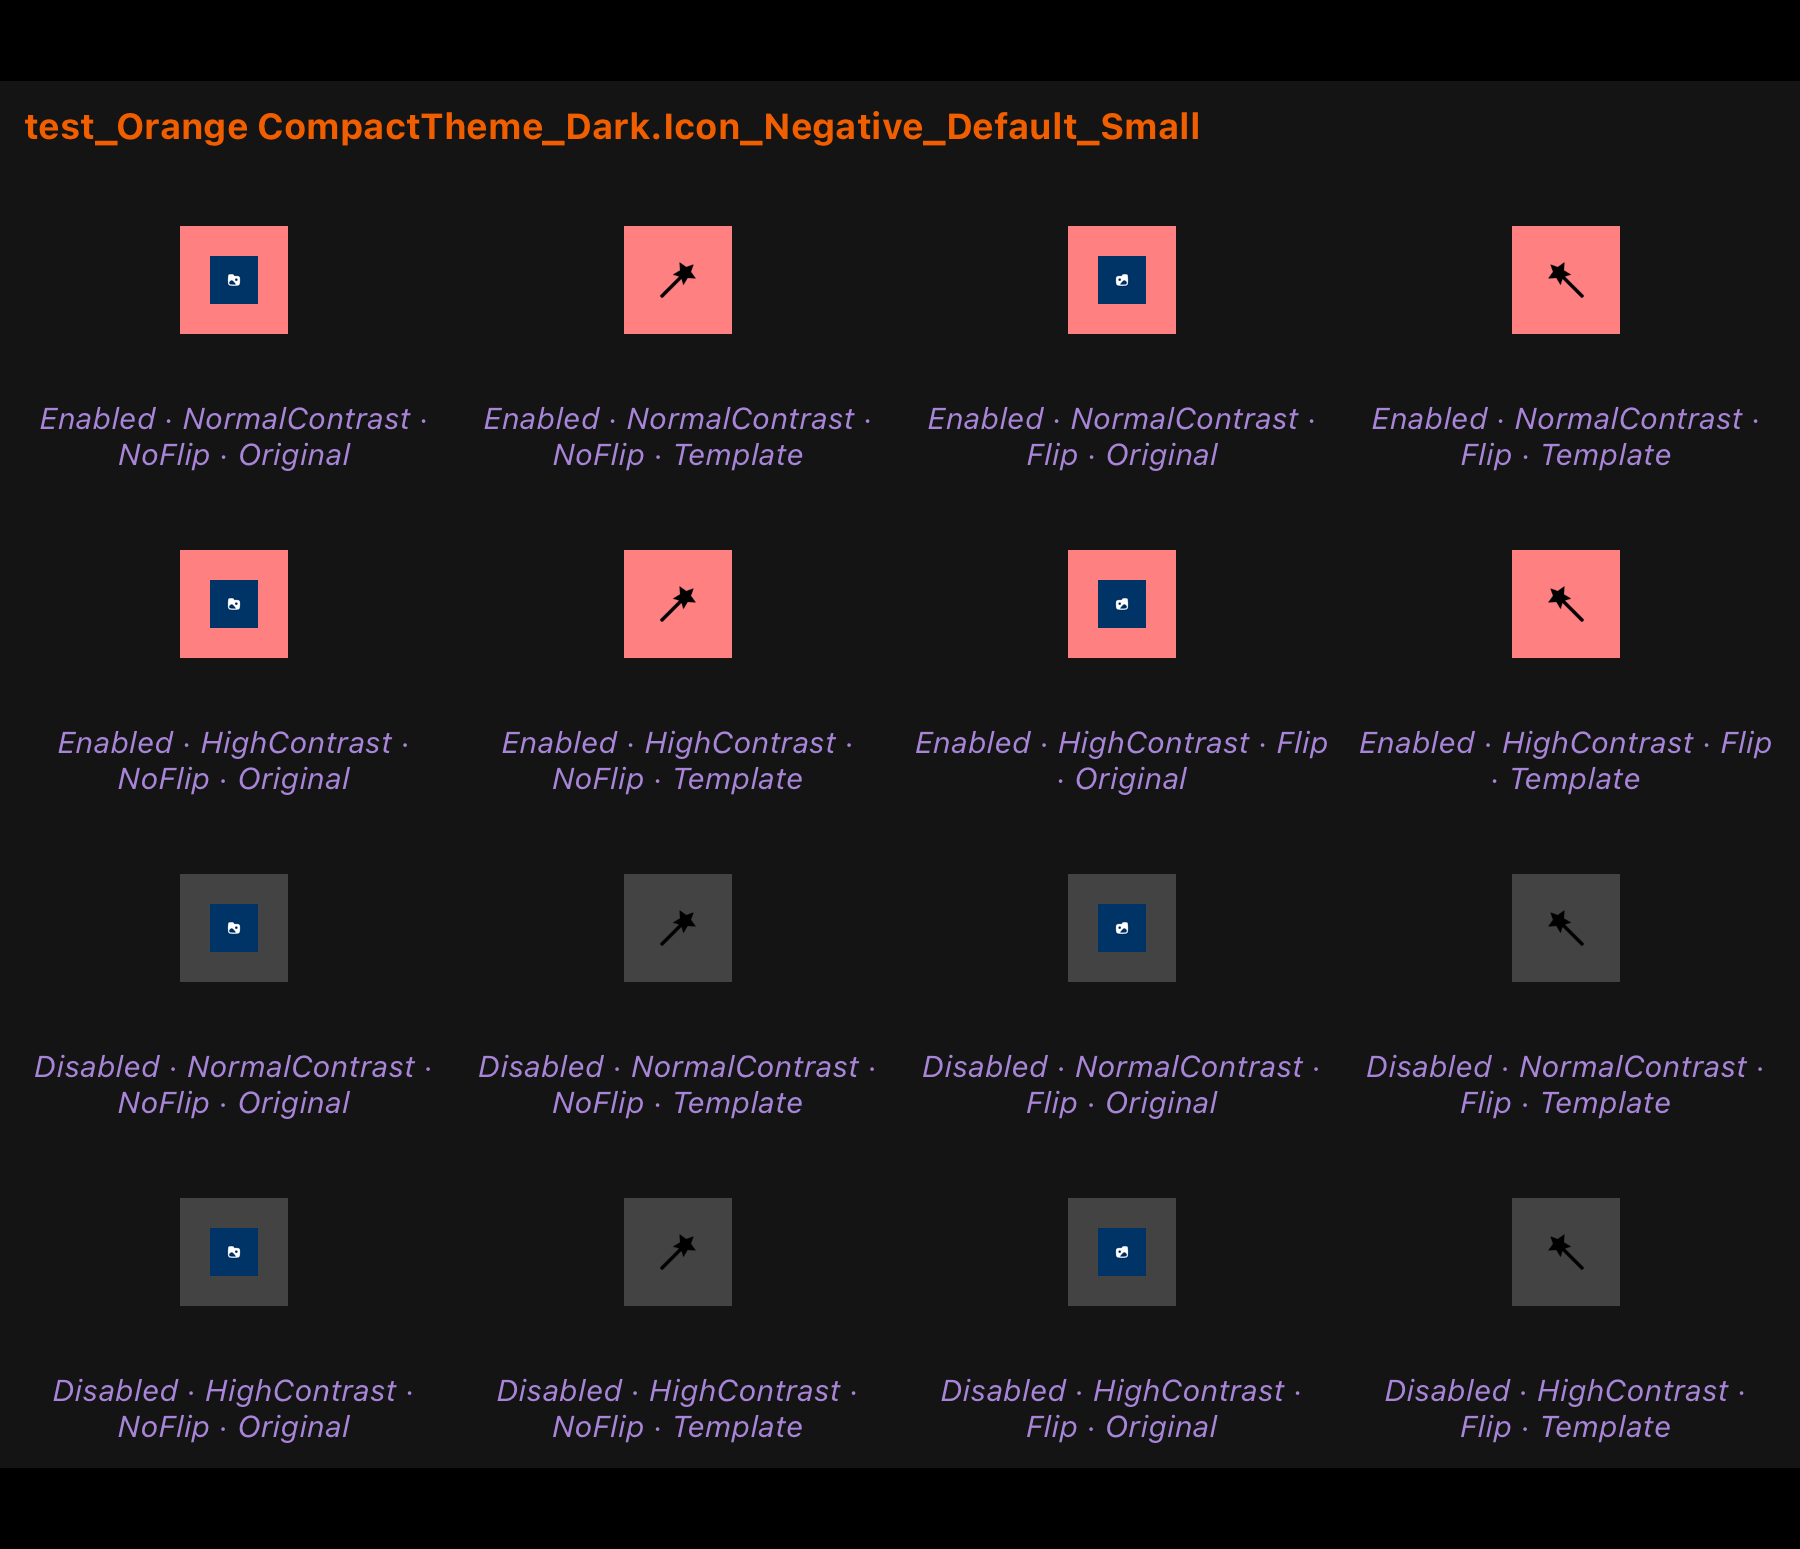 test_Orange CompactTheme_Dark.Icon_Negative_Default_Small
Enabled · NormalContrast ·
NoFlip · Original
Enabled · NormalContrast ·
NoFlip · Template
Enabled · NormalContrast ·
Flip · Original
Enabled · NormalContrast ·
Flip · Template
Enabled · HighContrast ·
NoFlip · Original
Enabled · HighContrast ·
NoFlip · Template
Enabled · HighContrast · Flip
· Original
Enabled · HighContrast · Flip
· Template
Disabled · NormalContrast ·
NoFlip · Original
Disabled · NormalContrast ·
NoFlip · Template
Disabled · NormalContrast ·
Flip · Original
Disabled · NormalContrast ·
Flip · Template
Disabled · HighContrast ·
NoFlip · Original
Disabled · HighContrast ·
NoFlip · Template
Disabled · HighContrast ·
Flip · Original
Disabled · HighContrast ·
Flip · Template